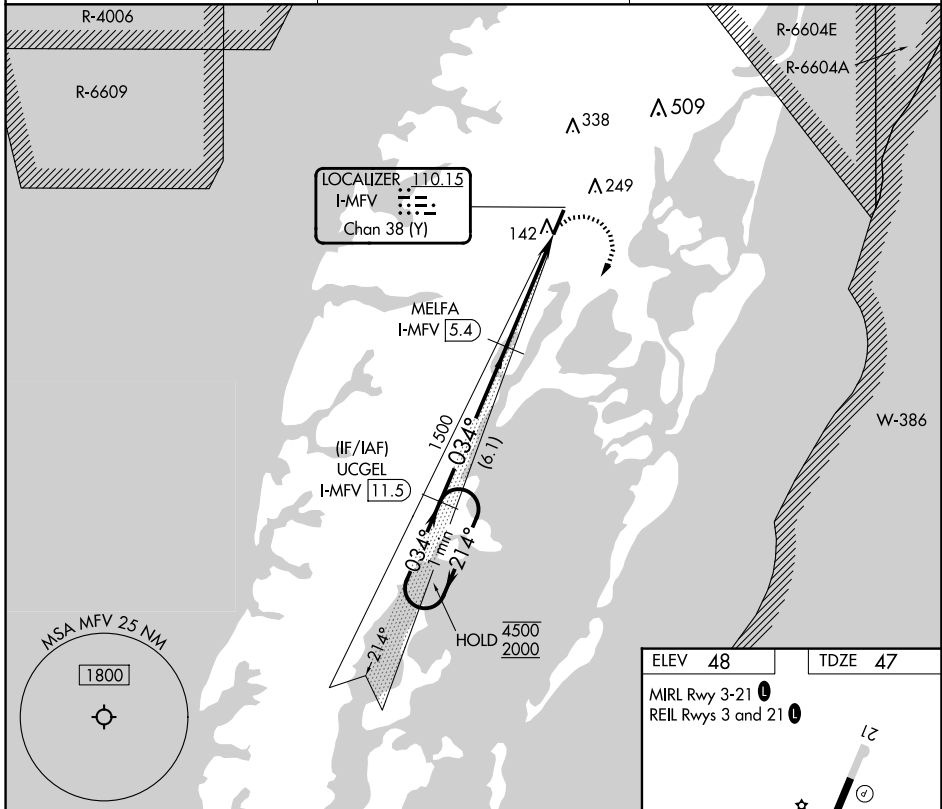 R-4006
R-6609
R-6604E
R-6604A
509
338
249
142
LOCALIZER 110.15
I-MFV
Chan 38 (Y)
MELFA
I-MFV 5.4
1500
034°
(6.1)
W-386
(IF/IAF)
UCGEL
I-MFV 11.5
034°
1 min
214°
HOLD 4500
2000
214°
MSA MFV 25 NM
1800
ELEV 48
TDZE 47
MIRL Rwy 3-21 L
REIL Rwys 3 and 21 L
21
P